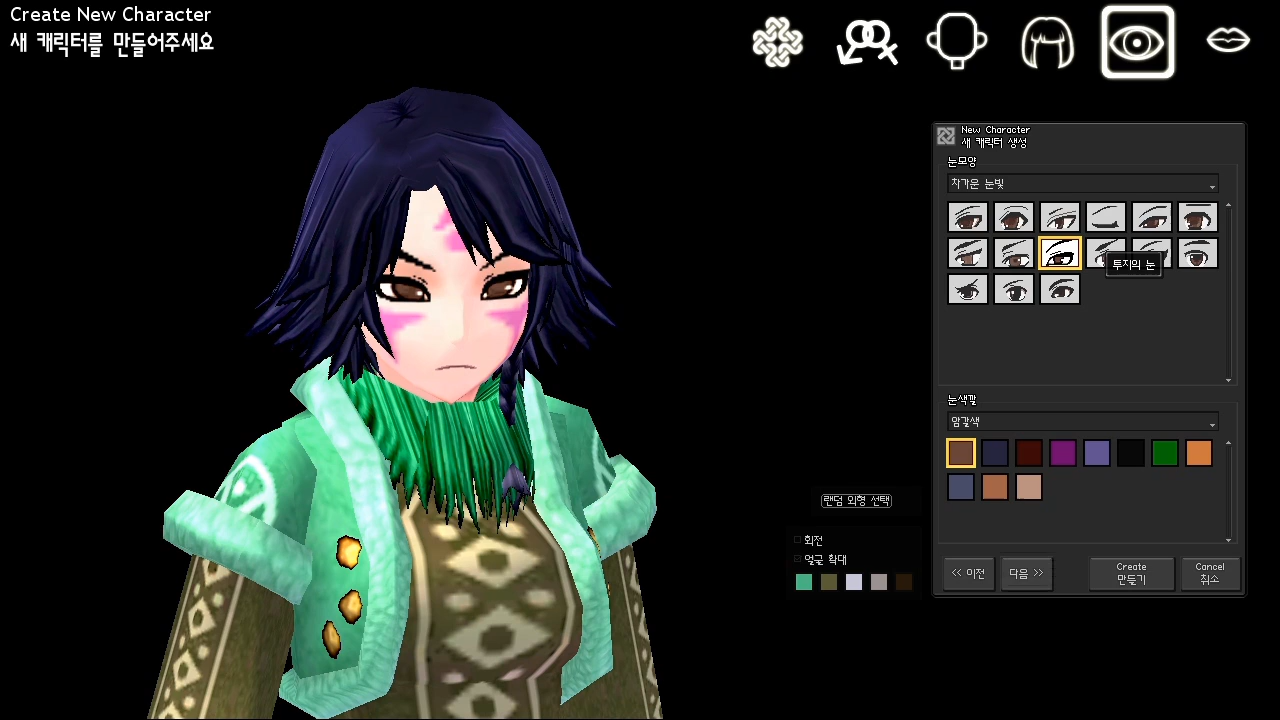 Create New Character
새 캐릭터를 만들어주세요
New Character
새 캐릭터 생성
눈모양
차가운 눈빛
투지의 눈
눈색깔
암갈색
랜덤 외형 선택
회전
얼굴 확대
<< 이전
다음 >>
Create
만들기
Cancel
취소